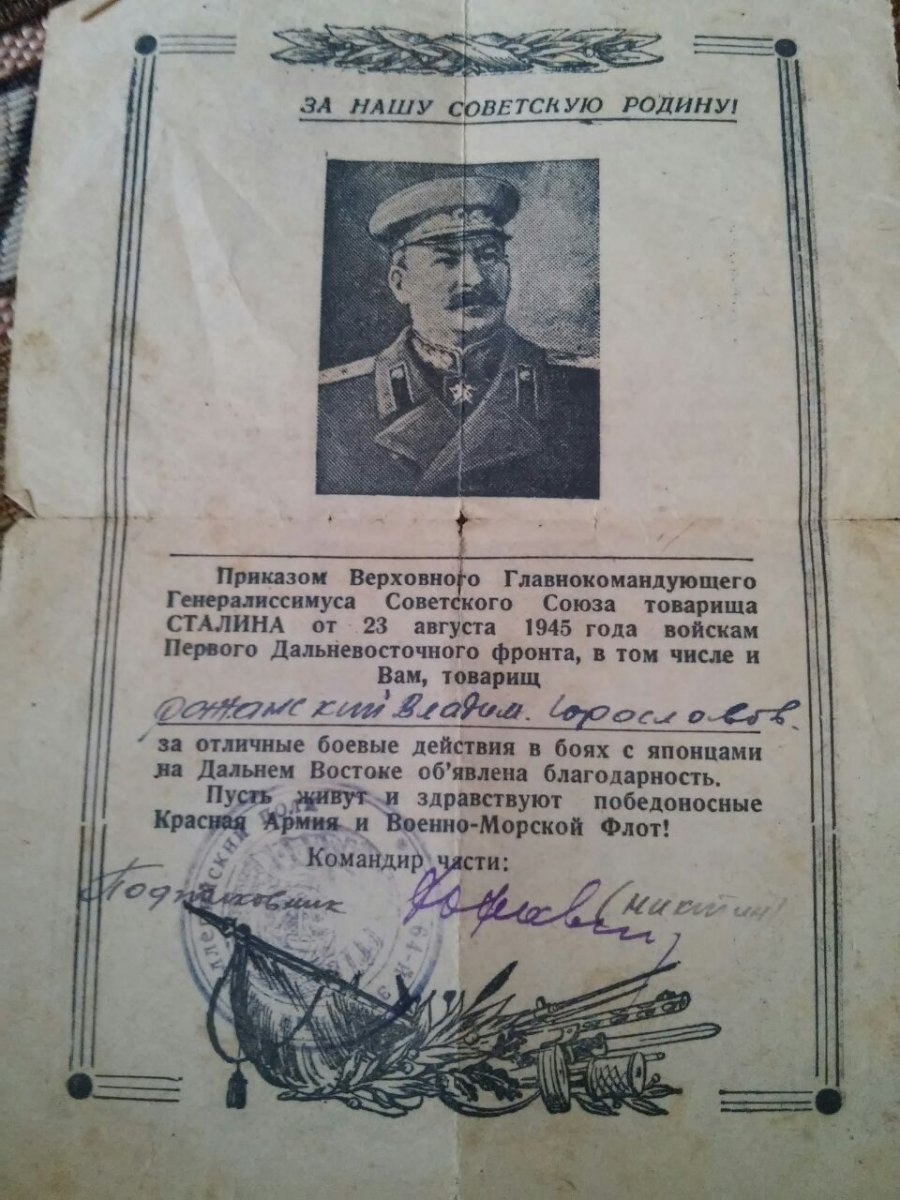 ЗА НАШУ СОВЕТСКУЮ РОДИНУ!
Приказом Верховного Главнокомандующего
Генералиссимуса Советского Союза товарища
СТАЛИНА от 23 августа 1945 года войскам
Первого Дальневосточного фронта, в том числе и
Вам, товарищ
Владим.
за отличные боевые действия в боях с японцами
на Дальнем Востоке об'явлена благодарность.
Пусть живут и здравствуют победоносные
Красная Армия и Военно-Морской Флот!
Командир части:
Подполковник